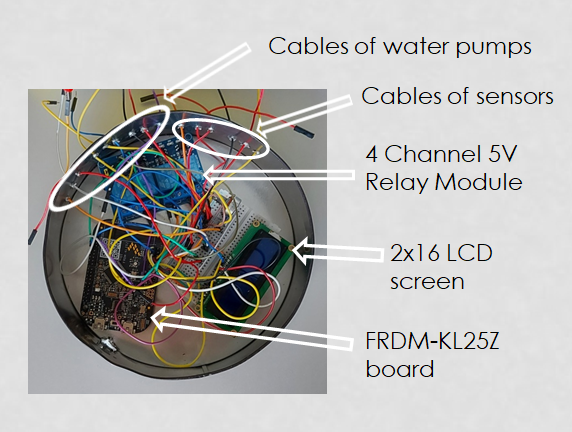 Cables of water pumps
Cables of sensors
4 Channel 5V
Relay Module
2x16 LCD
screen
FRDM-KL25Z
board